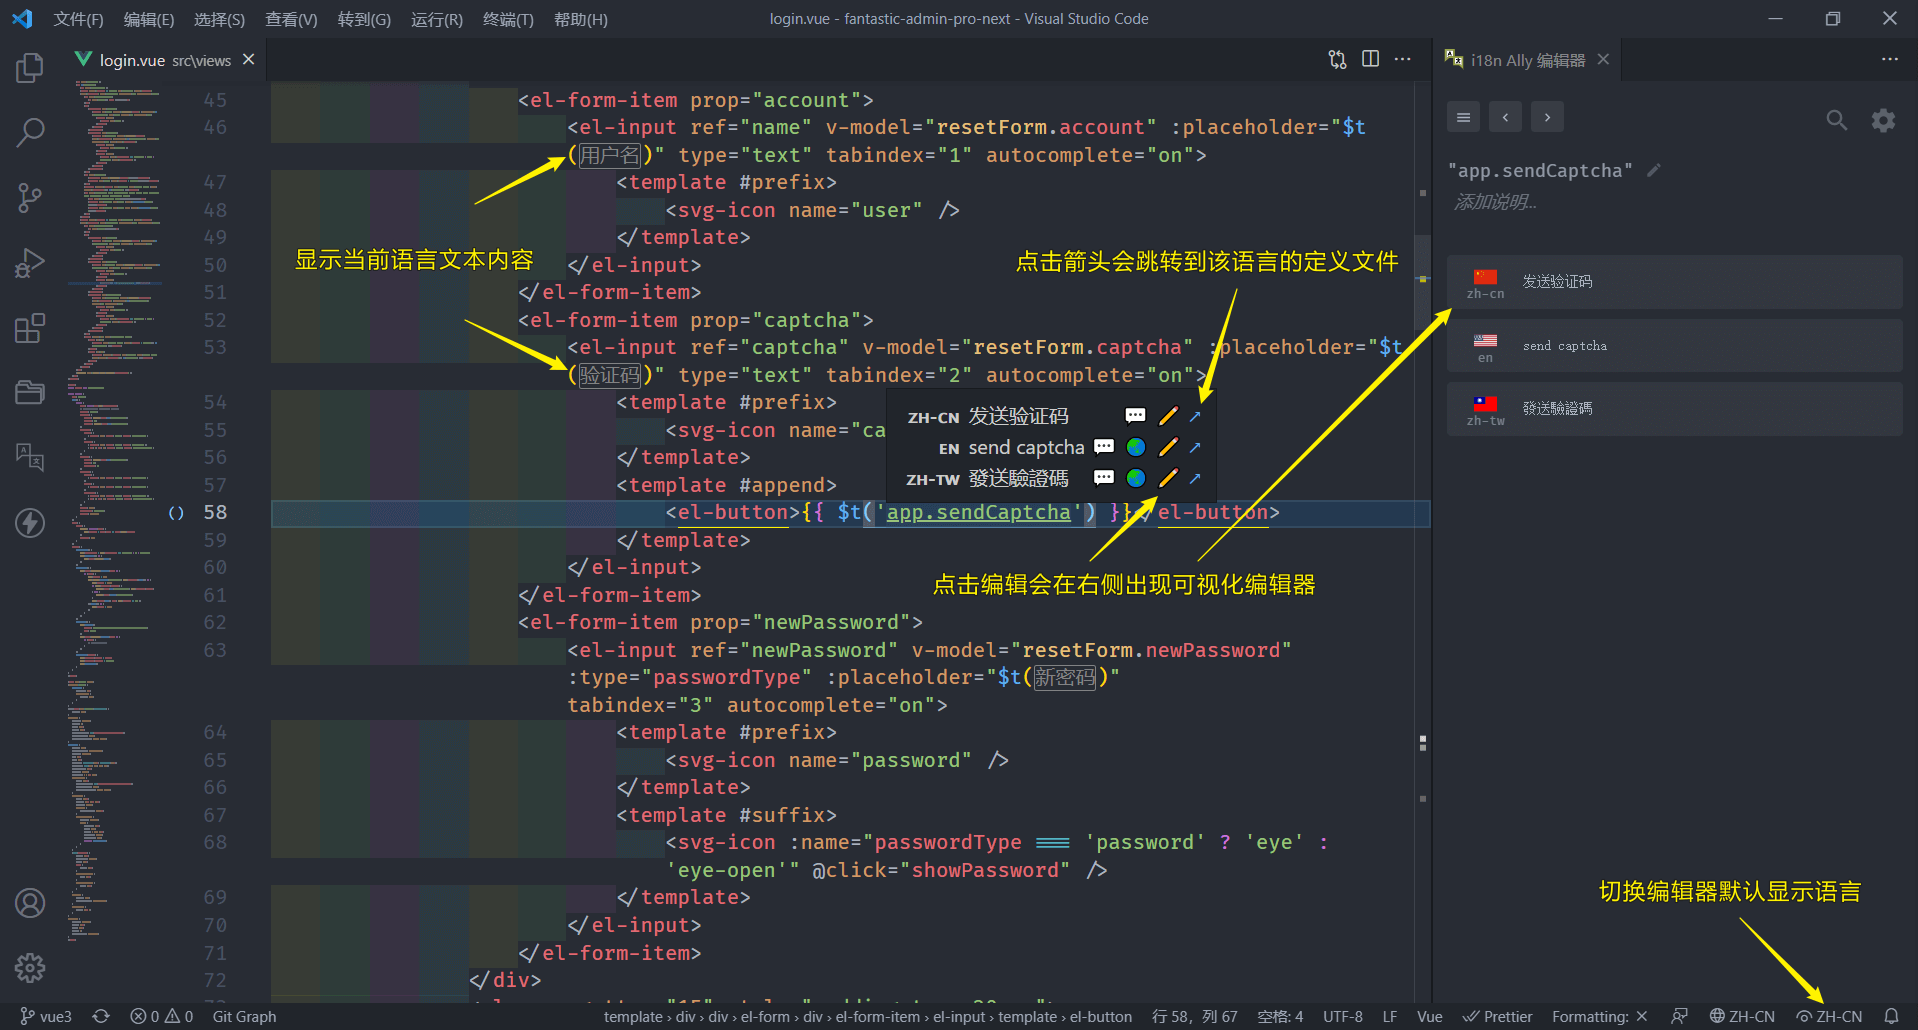 文件(F) 编辑(E) 选择(S) 查看(V) 转到(G) 运行(R) 终端(T) 帮助(H) login.vue - fantastic-admin-pro-next - Visual Studio Code
login.vue src\views
i18n Ally 编辑器
45 <el-form-item prop="account">
46 <el-input ref="name" v-model="resetForm.account" :placeholder="$t
(用户名)" type="text" tabindex="1" autocomplete="on">
47 <template #prefix>
48 <svg-icon name="user" />
49 </template>
50 </el-input>
51 </el-form-item>
52 <el-form-item prop="captcha">
53 <el-input ref="captcha" v-model="resetForm.captcha" :placeholder="$t
(验证码)" type="text" tabindex="2" autocomplete="on">
54 <template #prefix>
55 <svg-icon name="ca
56 </template>
57 <template #append>
58 <el-button>{{ $t('app.sendCaptcha') }}</el-button>
59 </template>
60 </el-input>
61 </el-form-item>
62 <el-form-item prop="newPassword">
63 <el-input ref="newPassword" v-model="resetForm.newPassword"
:type="passwordType" :placeholder="$t(新密码)"
tabindex="3" autocomplete="on">
64 <template #prefix>
65 <svg-icon name="password" />
66 </template>
67 <template #suffix>
68 <svg-icon :name="passwordType === 'password' ? 'eye' :
'eye-open'" @click="showPassword" />
69 </template>
70 </el-input>
71 </el-form-item>
72 </div>
显示当前语言文本内容
点击箭头会跳转到该语言的定义文件
ZH-CN 发送验证码
EN send captcha
ZH-TW 發送驗證碼
点击编辑会在右侧出现可视化编辑器
"app.sendCaptcha"
添加说明...
zh-cn 发送验证码
en send captcha
zh-tw 發送驗證碼
切换编辑器默认显示语言
vue3 0 0 Git Graph template › div › div › el-form › div › el-form-item › el-input › template › el-button 行 58，列 67 空格: 4 UTF-8 LF Vue Prettier Formatting: ✕ ZH-CN ZH-CN